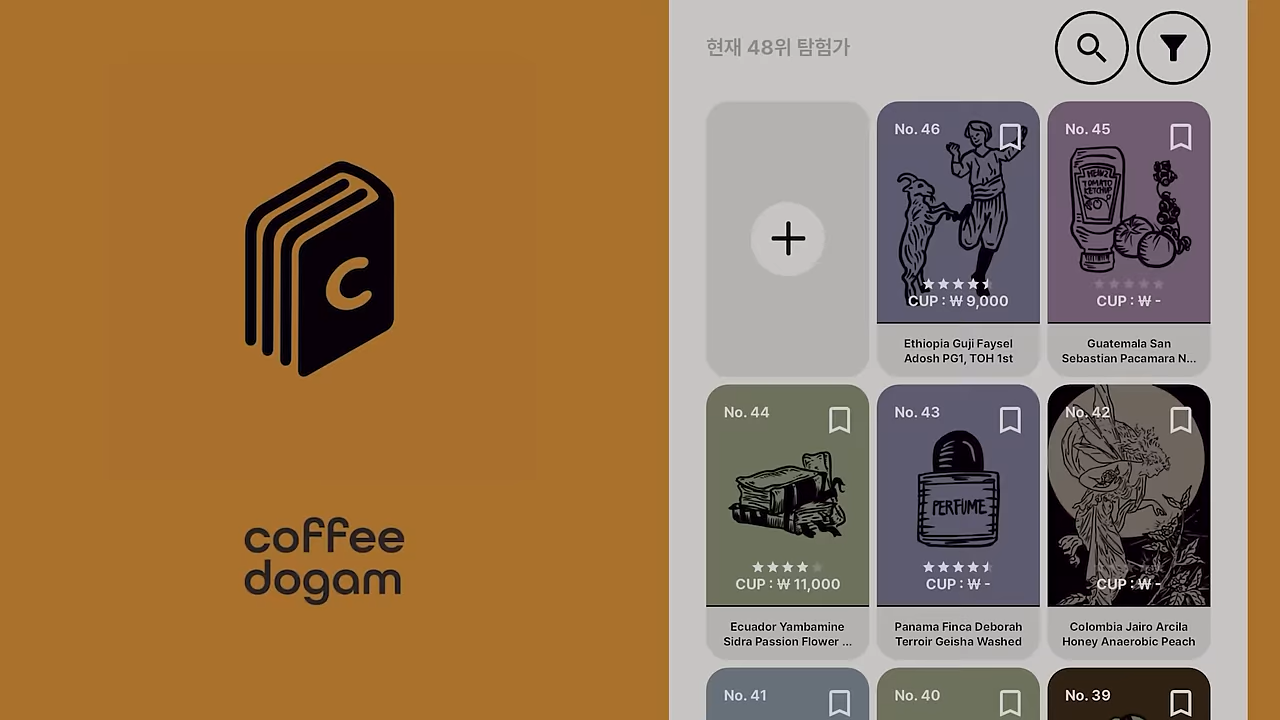 C
coffee
dogam
현재 48위 탐험가
No. 46
CUP : ₩ 9,000
Ethiopia Guji Faysel
Adosh PG1, TOH 1st
No. 45
HEINZ
TOMATO
KETCHUP
CUP : ₩ -
Guatemala San
Sebastian Pacamara N...
No. 44
CUP : ₩ 11,000
Ecuador Yambamine
Sidra Passion Flower ...
No. 43
PERFUME
CUP : ₩ -
Panama Finca Deborah
Terroir Geisha Washed
No. 42
CUP : ₩ -
Colombia Jairo Arcila
Honey Anaerobic Peach
No. 41
No. 40
No. 39